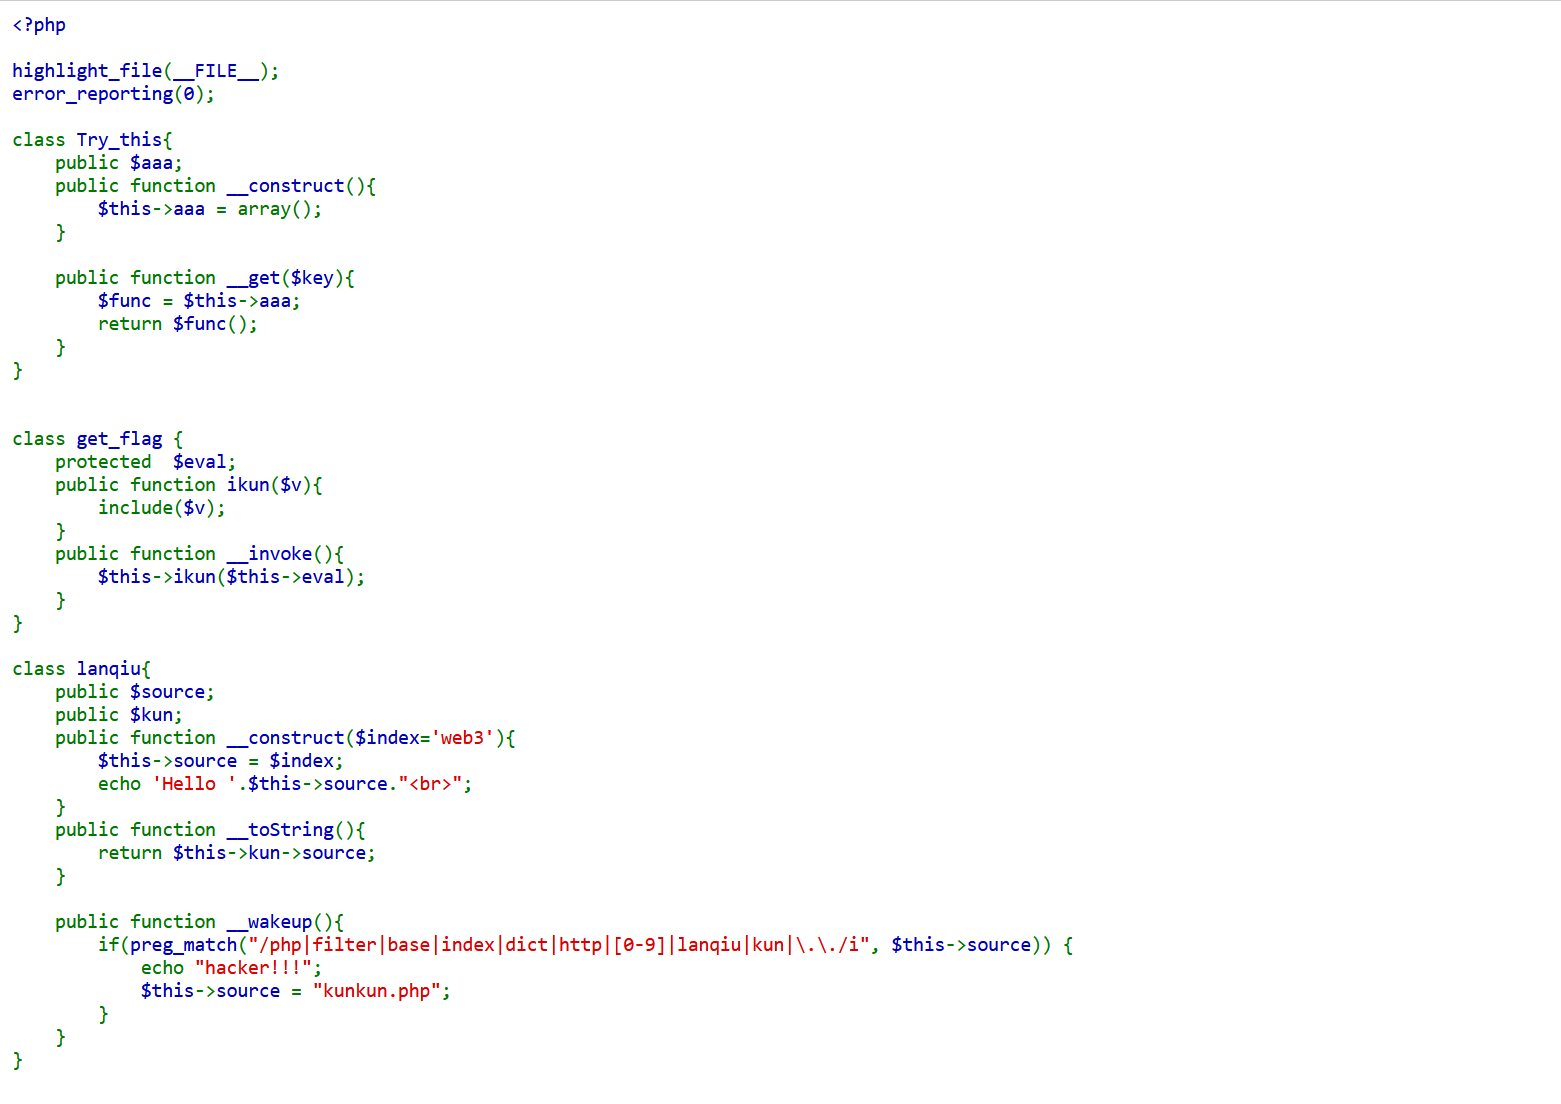 <?php
highlight_file(__FILE__);
error_reporting(0);
class Try_this{
    public $aaa;
    public function __construct(){
        $this->aaa = array();
    }
    public function __get($key){
        $func = $this->aaa;
        return $func();
    }
}
class get_flag {
    protected  $eval;
    public function ikun($v){
        include($v);
    }
    public function __invoke(){
        $this->ikun($this->eval);
    }
}
class lanqiu{
    public $source;
    public $kun;
    public function __construct($index='web3'){
        $this->source = $index;
        echo 'Hello '.$this->source."<br>";
    }
    public function __toString(){
        return $this->kun->source;
    }
    public function __wakeup(){
        if(preg_match("/php|filter|base|index|dict|http|[0-9]|lanqiu|kun|\.\./i", $this->source)) {
            echo "hacker!!!";
            $this->source = "kunkun.php";
        }
    }
}